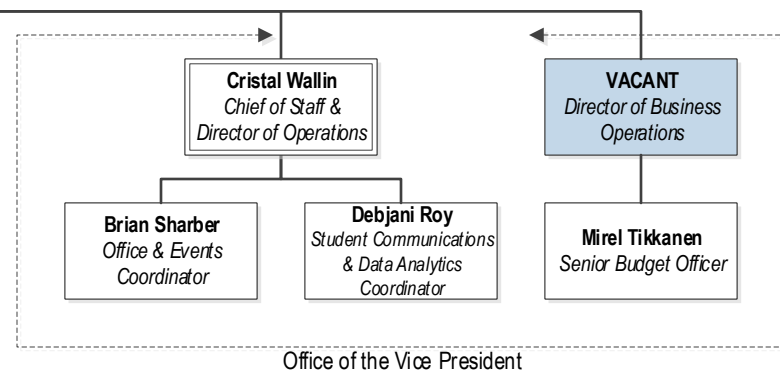 Cristal Wallin
Chief of Staff &
Director of Operations
VACANT
Director of Business
Operations
Brian Sharber
Office & Events
Coordinator
Debjani Roy
Student Communications
& Data Analytics
Coordinator
Mirel Tikkanen
Senior Budget Officer
Office of the Vice President